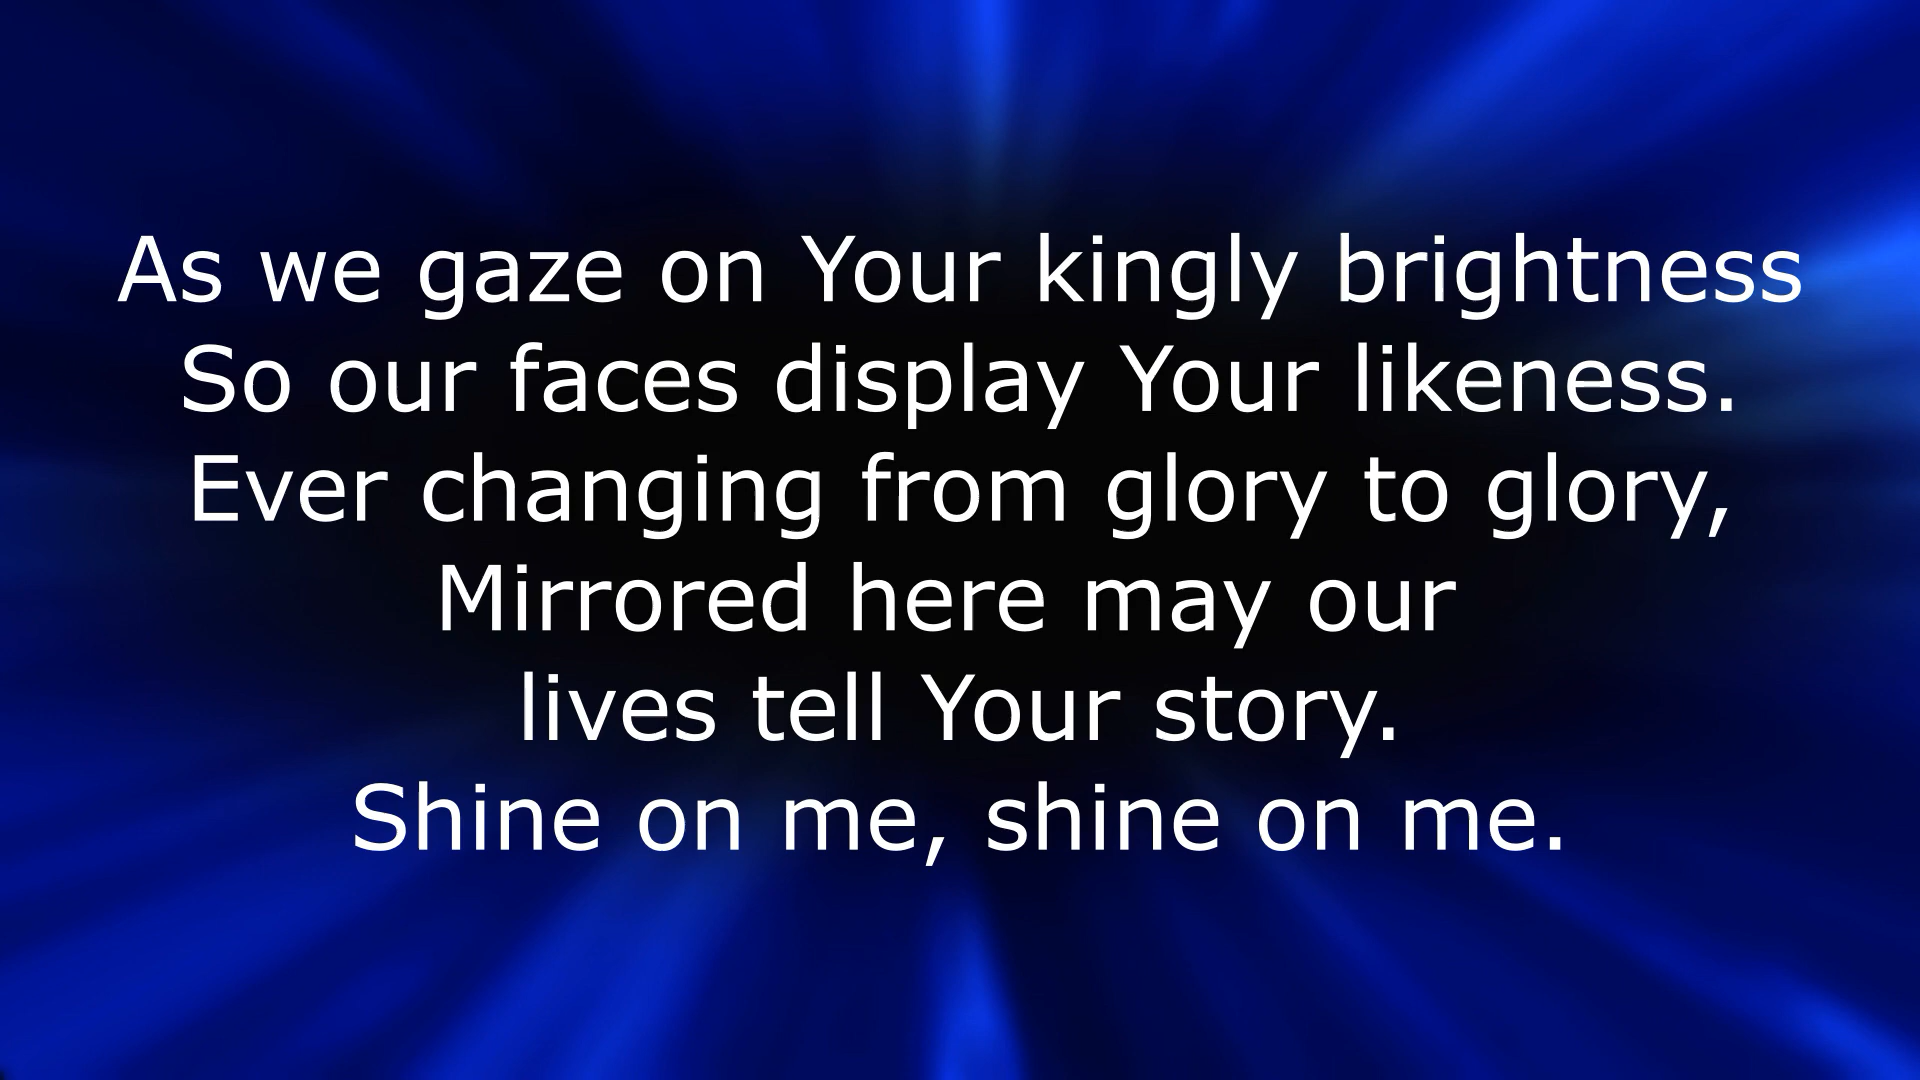 As we gaze on Your kingly brightness
So our faces display Your likeness.
Ever changing from glory to glory,
Mirrored here may our
lives tell Your story.
Shine on me, shine on me.